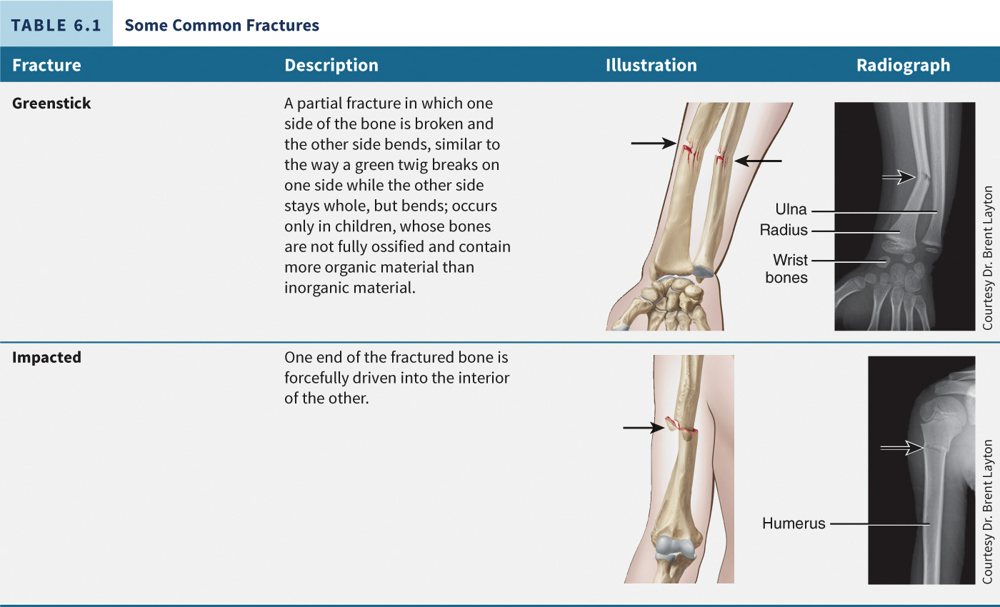 TABLE 6.1 Some Common Fractures
Fracture Description Illustration Radiograph
Greenstick
A partial fracture in which one
side of the bone is broken and
the other side bends, similar to
the way a green twig breaks on
one side while the other side
stays whole, but bends; occurs
only in children, whose bones
are not fully ossified and contain
more organic material than
inorganic material.
Ulna
Radius
Wrist
bones
Courtesy Dr. Brent Layton
Impacted
One end of the fractured bone is
forcefully driven into the interior
of the other.
Humerus
Courtesy Dr. Brent Layton